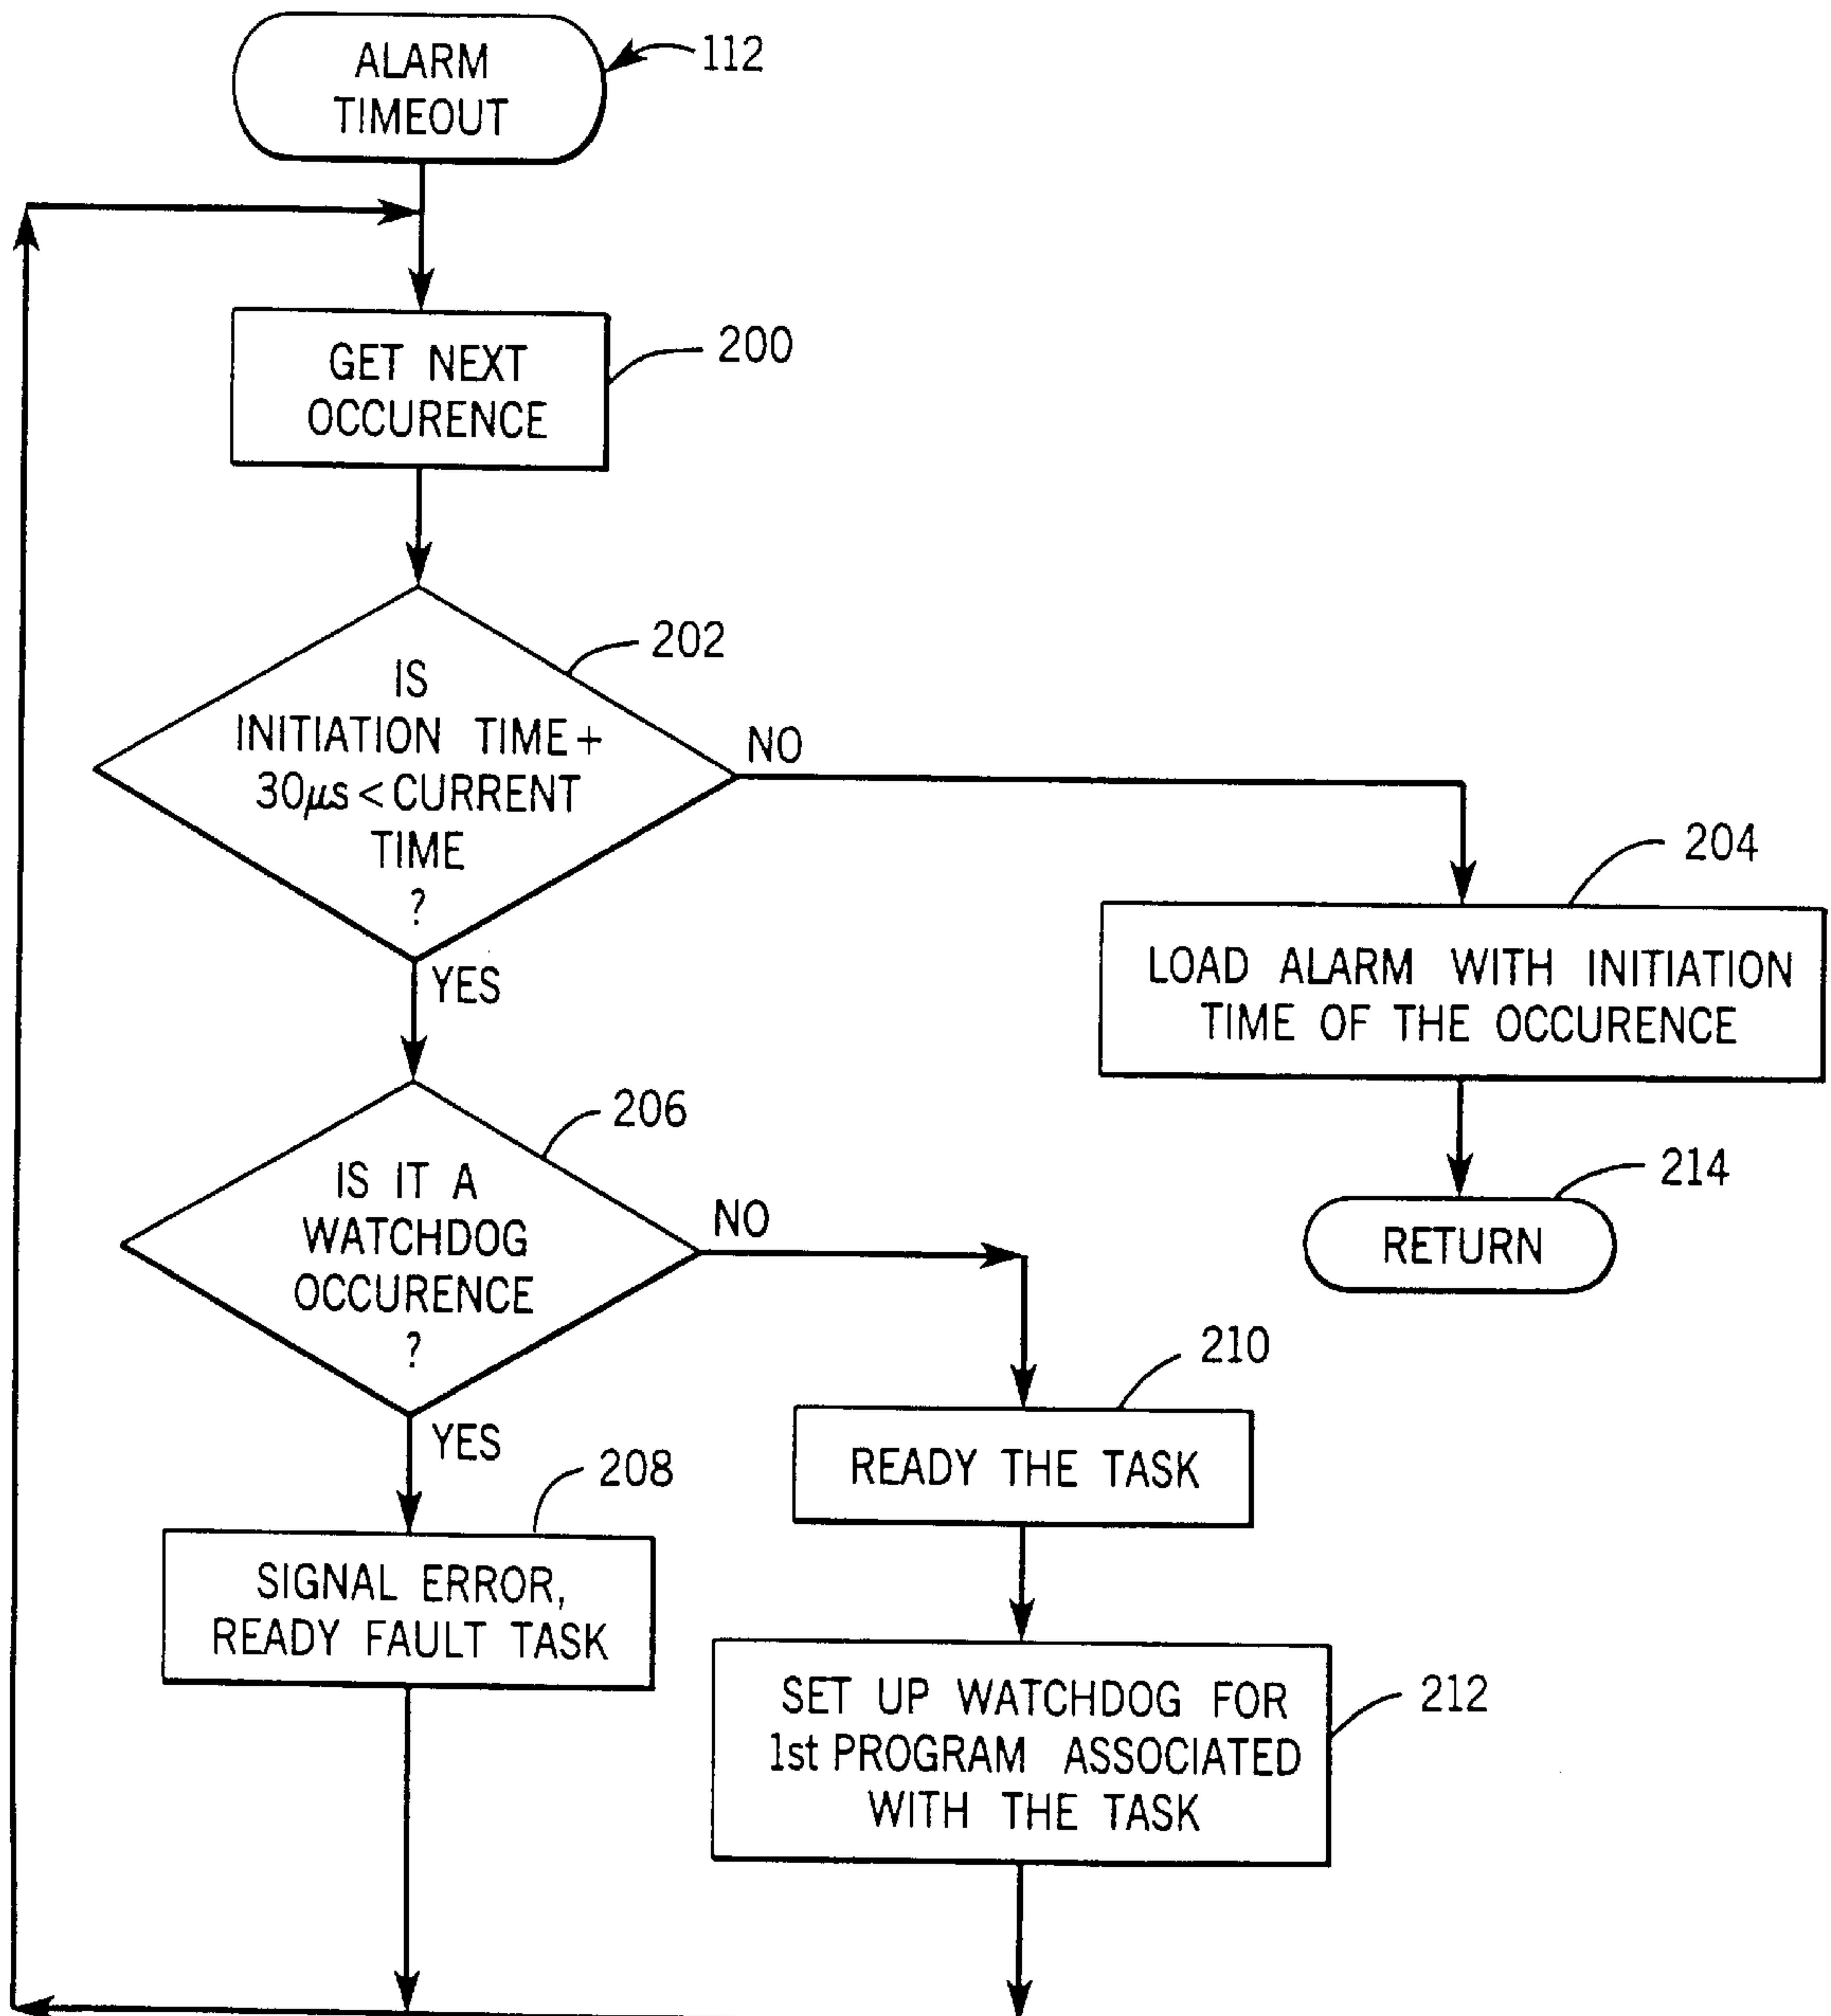 ALARM
TIMEOUT
112
GET NEXT
OCCURENCE
200
IS
INITIATION TIME +
30µs < CURRENT
TIME
?
202
NO
YES
LOAD ALARM WITH INITIATION
TIME OF THE OCCURENCE
204
RETURN
214
IS IT A
WATCHDOG
OCCURENCE
?
206
NO
YES
READY THE TASK
210
SIGNAL ERROR,
READY FAULT TASK
208
SET UP WATCHDOG FOR
1st PROGRAM ASSOCIATED
WITH THE TASK
212